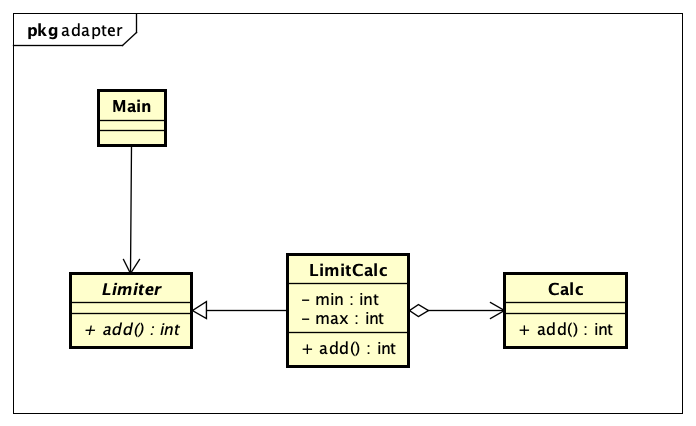 pkg adapter
Main
Limiter
+ add() : int
LimitCalc
– min : int
– max : int
+ add() : int
Calc
+ add() : int